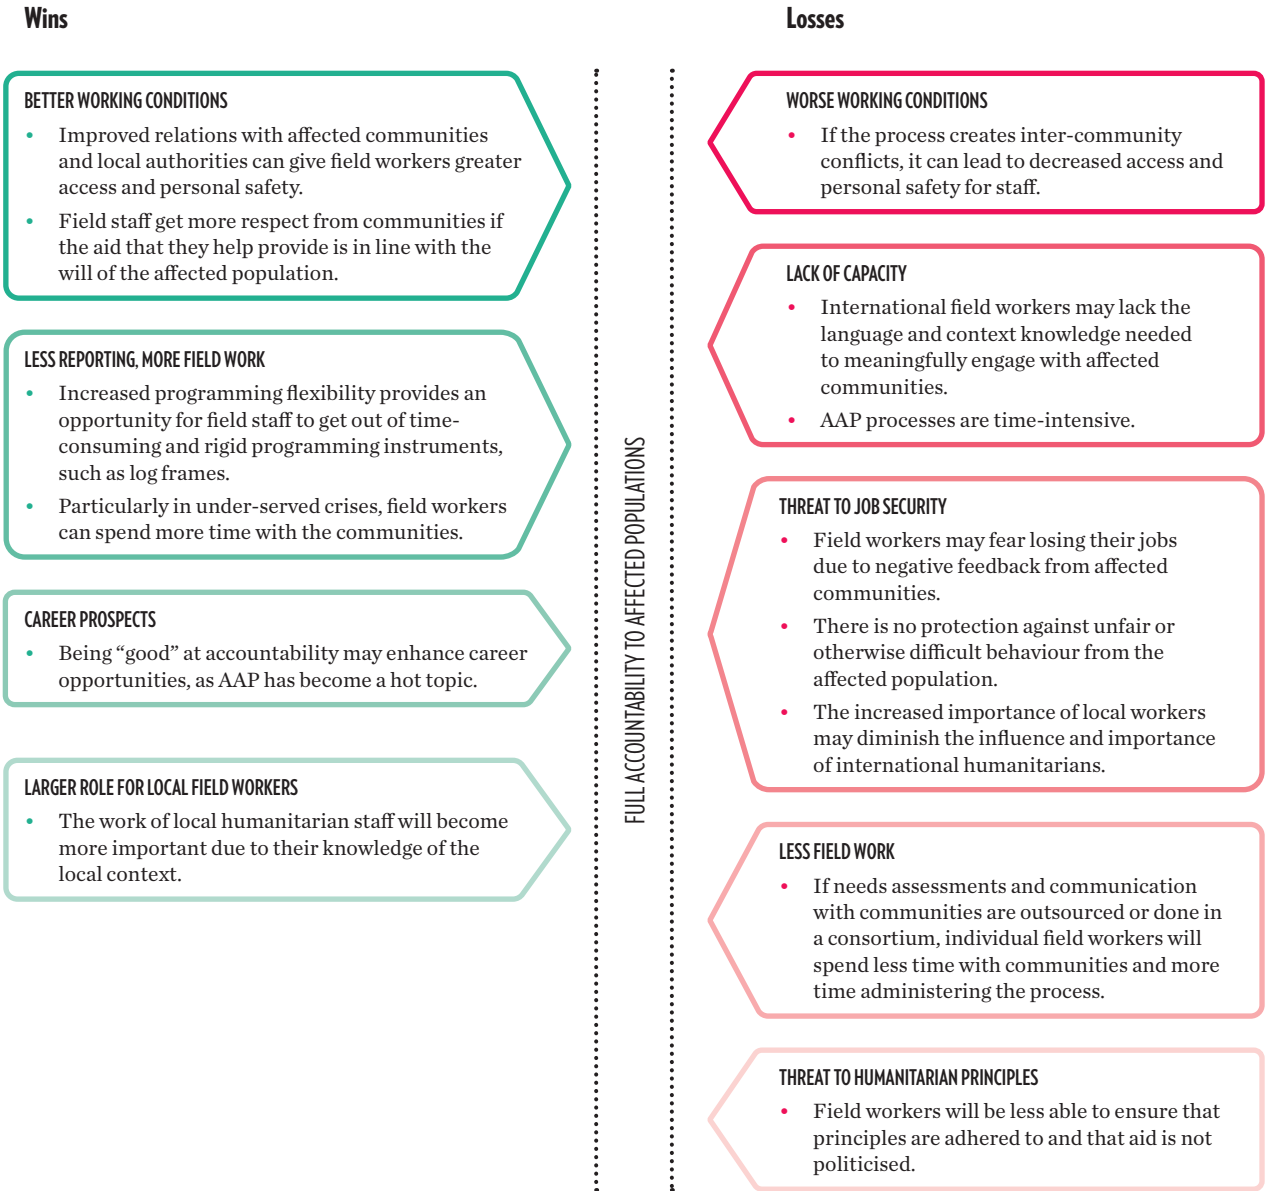 Wins
BETTER WORKING CONDITIONS
• Improved relations with affected communities
and local authorities can give field workers greater
access and personal safety.
• Field staff get more respect from communities if
the aid that they help provide is in line with the
will of the affected population.
LESS REPORTING, MORE FIELD WORK
• Increased programming flexibility provides an
opportunity for field staff to get out of time-
consuming and rigid programming instruments,
such as log frames.
• Particularly in under-served crises, field workers
can spend more time with the communities.
CAREER PROSPECTS
• Being “good” at accountability may enhance career
opportunities, as AAP has become a hot topic.
LARGER ROLE FOR LOCAL FIELD WORKERS
• The work of local humanitarian staff will become
more important due to their knowledge of the
local context.
FULL ACCOUNTABILITY TO AFFECTED POPULATIONS
Losses
WORSE WORKING CONDITIONS
• If the process creates inter-community
conflicts, it can lead to decreased access and
personal safety for staff.
LACK OF CAPACITY
• International field workers may lack the
language and context knowledge needed
to meaningfully engage with affected
communities.
• AAP processes are time-intensive.
THREAT TO JOB SECURITY
• Field workers may fear losing their jobs
due to negative feedback from affected
communities.
• There is no protection against unfair or
otherwise difficult behaviour from the
affected population.
• The increased importance of local workers
may diminish the influence and importance
of international humanitarians.
LESS FIELD WORK
• If needs assessments and communication
with communities are outsourced or done in
a consortium, individual field workers will
spend less time with communities and more
time administering the process.
THREAT TO HUMANITARIAN PRINCIPLES
• Field workers will be less able to ensure that
principles are adhered to and that aid is not
politicised.